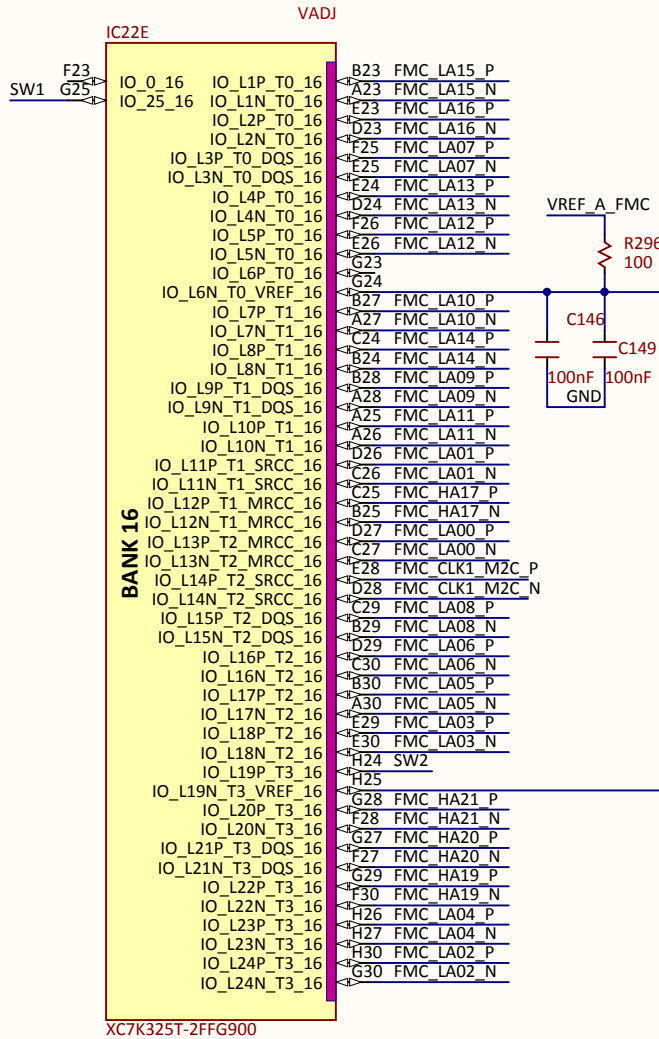 VADJ
IC22E
F23 IO_0_16
SW1 G25 IO_25_16
IO_L1P_T0_16 B23 FMC_LA15_P
IO_L1N_T0_16 A23 FMC_LA15_N
IO_L2P_T0_16 E23 FMC_LA16_P
IO_L2N_T0_16 D23 FMC_LA16_N
IO_L3P_T0_DQS_16 F25 FMC_LA07_P
IO_L3N_T0_DQS_16 E25 FMC_LA07_N
IO_L4P_T0_16 E24 FMC_LA13_P
IO_L4N_T0_16 D24 FMC_LA13_N
IO_L5P_T0_16 F26 FMC_LA12_P
IO_L5N_T0_16 E26 FMC_LA12_N
IO_L6P_T0_16 G23
IO_L6N_T0_VREF_16 G24
IO_L7P_T1_16 B27 FMC_LA10_P
IO_L7N_T1_16 A27 FMC_LA10_N
IO_L8P_T1_16 C24 FMC_LA14_P
IO_L8N_T1_16 B24 FMC_LA14_N
IO_L9P_T1_DQS_16 B28 FMC_LA09_P
IO_L9N_T1_DQS_16 A28 FMC_LA09_N
IO_L10P_T1_16 A25 FMC_LA11_P
IO_L10N_T1_16 A26 FMC_LA11_N
IO_L11P_T1_SRCC_16 D26 FMC_LA01_P
IO_L11N_T1_SRCC_16 C26 FMC_LA01_N
IO_L12P_T1_MRCC_16 C25 FMC_HA17_P
IO_L12N_T1_MRCC_16 B25 FMC_HA17_N
IO_L13P_T2_MRCC_16 D27 FMC_LA00_P
IO_L13N_T2_MRCC_16 C27 FMC_LA00_N
IO_L14P_T2_SRCC_16 E28 FMC_CLK1_M2C_P
IO_L14N_T2_SRCC_16 D28 FMC_CLK1_M2C_N
IO_L15P_T2_DQS_16 C29 FMC_LA08_P
IO_L15N_T2_DQS_16 B29 FMC_LA08_N
IO_L16P_T2_16 D29 FMC_LA06_P
IO_L16N_T2_16 C30 FMC_LA06_N
IO_L17P_T2_16 B30 FMC_LA05_P
IO_L17N_T2_16 A30 FMC_LA05_N
IO_L18P_T2_16 E29 FMC_LA03_P
IO_L18N_T2_16 E30 FMC_LA03_N
IO_L19P_T3_16 H24 SW2
IO_L19N_T3_VREF_16 H25
IO_L20P_T3_16 G28 FMC_HA21_P
IO_L20N_T3_16 F28 FMC_HA21_N
IO_L21P_T3_DQS_16 G27 FMC_HA20_P
IO_L21N_T3_DQS_16 F27 FMC_HA20_N
IO_L22P_T3_16 G29 FMC_HA19_P
IO_L22N_T3_16 F30 FMC_HA19_N
IO_L23P_T3_16 H26 FMC_LA04_P
IO_L23N_T3_16 H27 FMC_LA04_N
IO_L24P_T3_16 H30 FMC_LA02_P
IO_L24N_T3_16 G30 FMC_LA02_N
BANK 16
XC7K325T-2FFG900
VREF_A_FMC
R296
100
C146
C149
100nF 100nF
GND